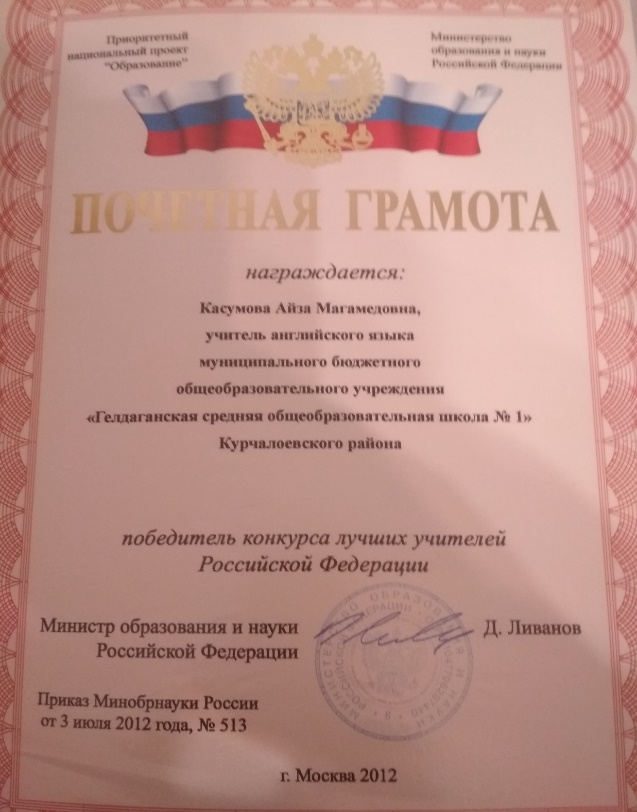 Приоритетный
национальный проект
"Образование"
Министерство
образования и науки
Российской Федерации
ПОЧЕТНАЯ ГРАМОТА
награждается:
Касумова Айза Магамедовна,
учитель английского языка
муниципального бюджетного
общеобразовательного учреждения
«Гелдаганская средняя общеобразовательная школа № 1»
Курчалоевского района
победитель конкурса лучших учителей
Российской Федерации
Министр образования и науки
Российской Федерации
Д. Ливанов
Приказ Минобрнауки России
от 3 июля 2012 года, № 513
г. Москва 2012